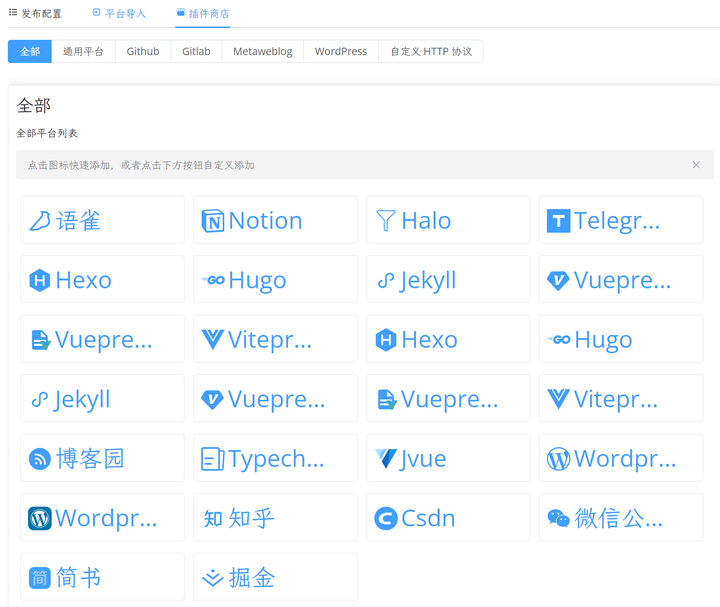 发布配置 平台导入 插件商店
全部 通用平台 Github Gitlab Metaweblog WordPress 自定义 HTTP 协议
全部
全部平台列表
点击图标快速添加，或者点击下方按钮自定义添加
语雀 Notion Halo Telegr...
Hexo Hugo Jekyll Vuepre...
Vuepre... Vitepr... Hexo Hugo
Jekyll Vuepre... Vuepre... Vitepr...
博客园 Typech... Jvue Wordpr...
Wordpr... 知乎 Csdn 微信公...
简书 掘金